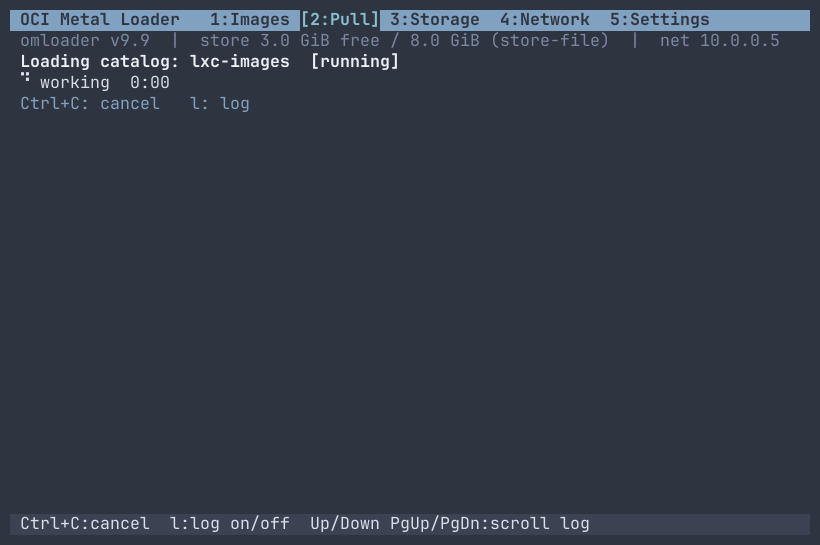 OCI Metal Loader   1:Images [2:Pull] 3:Storage  4:Network  5:Settings
omloader v9.9  |  store 3.0 GiB free / 8.0 GiB (store-file)  |  net 10.0.0.5
Loading catalog: lxc-images  [running]
⠙ working  0:00
Ctrl+C: cancel   l: log
Ctrl+C:cancel  l:log on/off  Up/Down PgUp/PgDn:scroll log